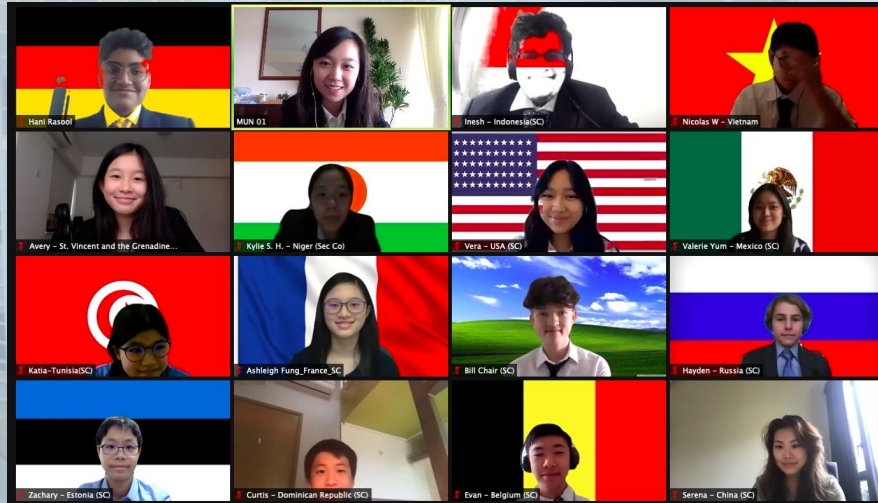 Hani Rasool
MUN 01
Inesh - Indonesia(SC)
Nicolas W - Vietnam
Avery - St. Vincent and the Grenadine...
Kylie S. H. - Niger (Sec Co)
Vera - USA (SC)
Valerie Yum - Mexico (SC)
Katia-Tunisia(SC)
Ashleigh Fung_France_SC
Bill Chair (SC)
Hayden - Russia (SC)
Zachary - Estonia (SC)
Curtis - Dominican Republic (SC)
Evan - Belgium (SC)
Serena - China (SC)